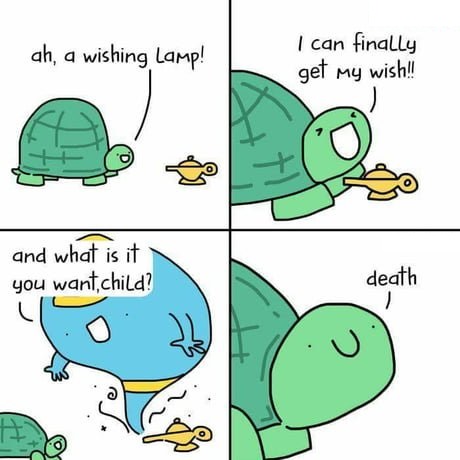 ah, a wishing Lamp!
I can finally
get my wish!!
and what is it
you want,child?
death